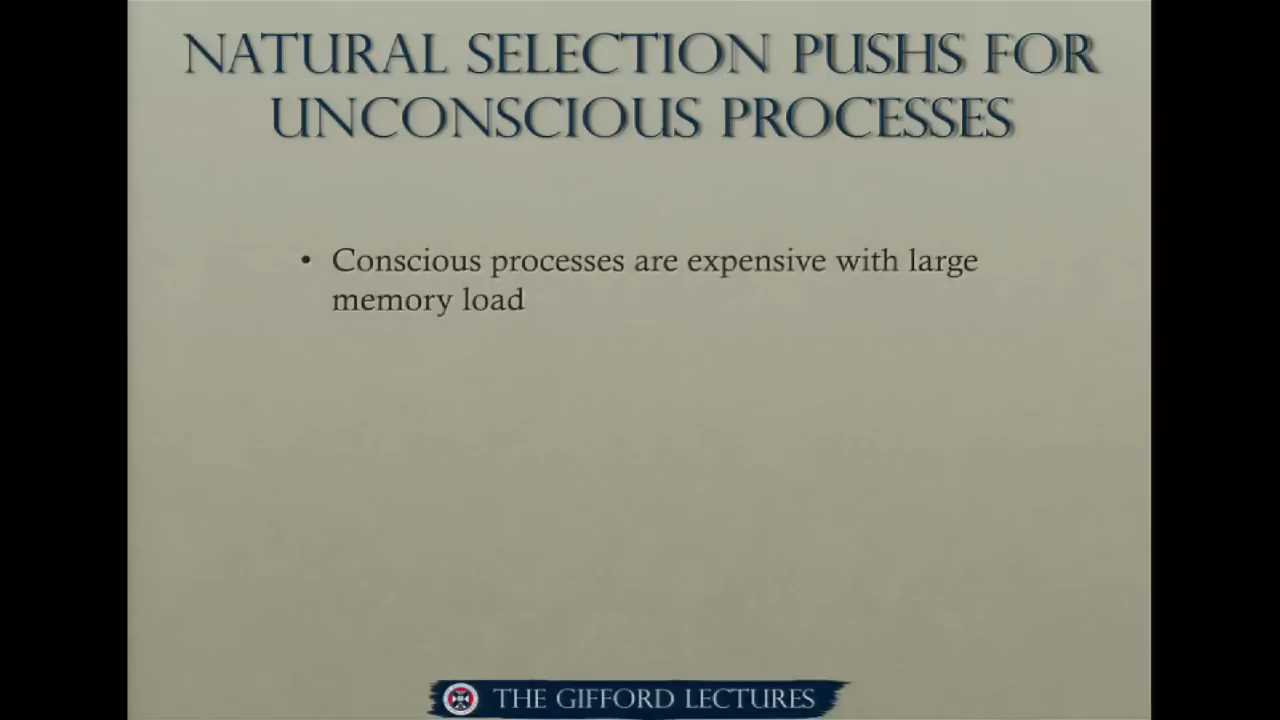 NATURAL SELECTION PUSHS FOR
UNCONSCIOUS PROCESSES
• Conscious processes are expensive with large
memory load
THE GIFFORD LECTURES